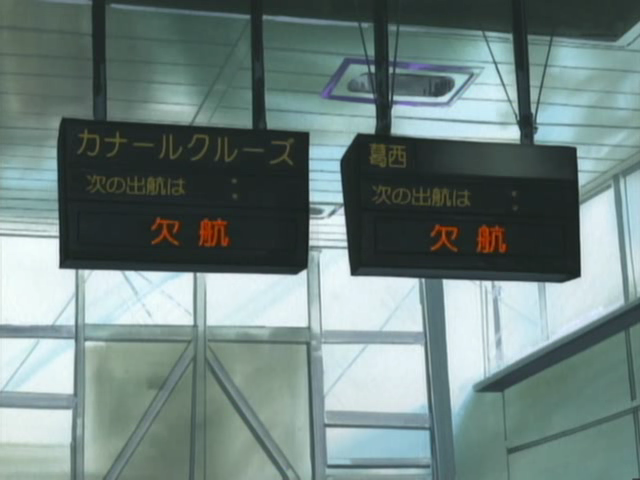 カナールクルーズ
次の出航は :
欠航
葛西
次の出航は :
欠航